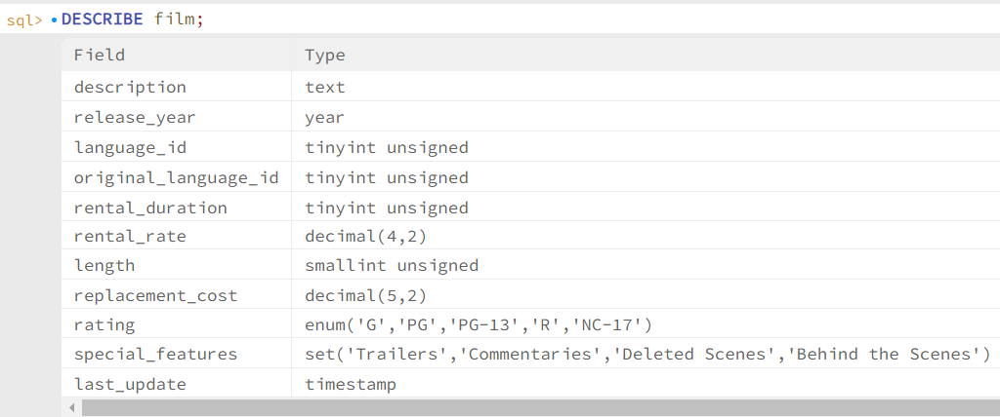 sql> DESCRIBE film;
Field Type
description text
release_year year
language_id tinyint unsigned
original_language_id tinyint unsigned
rental_duration tinyint unsigned
rental_rate decimal(4,2)
length smallint unsigned
replacement_cost decimal(5,2)
rating enum('G','PG','PG-13','R','NC-17')
special_features set('Trailers','Commentaries','Deleted Scenes','Behind the Scenes')
last_update timestamp